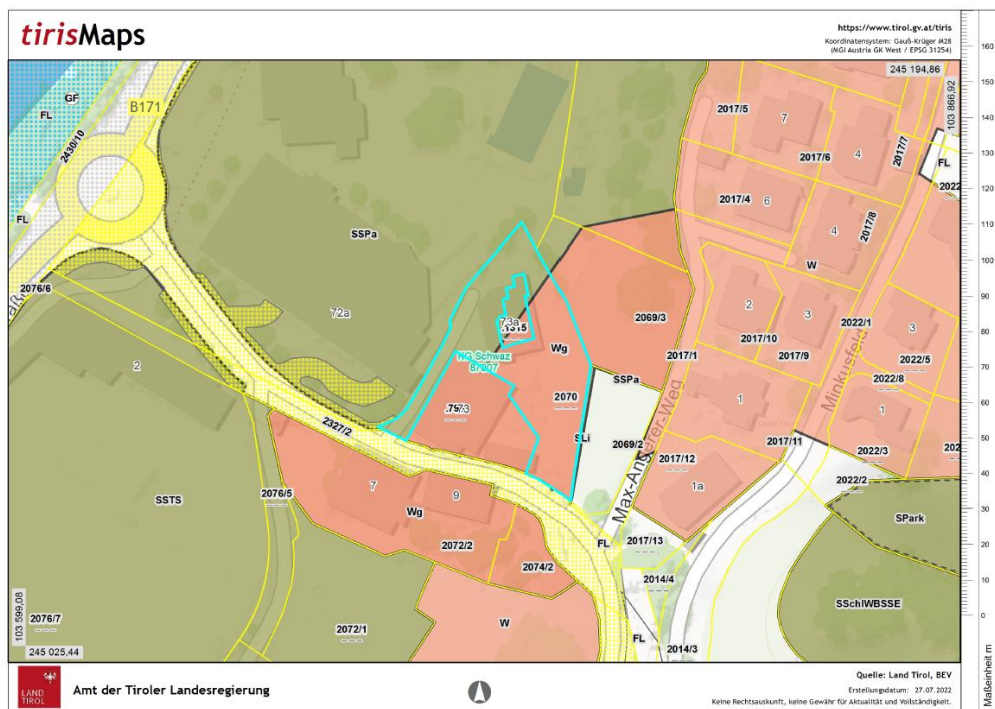 tirisMaps
https://www.tirol.gv.at/tiris
Koordinatensystem: Gauß-Krüger M28
(MGI Austria GK West / EPSG 31254)
160
245 194,86
103 866,92
GF
FL
B171
2430/10
2017/5
7
2017/6
4
2017/7
FL
150
140
130
120
FL
2017/4
6
2017/8
4
SSPa
W
110
100
2076/6
72a
73a
.1315
2069/3
2
3
2022/1
3
90
80
KG Schwaz
87007
Wg
2017/1
2017/10
2017/9
2022/5
2
SSPa
2022/8
70
.79/3
2070
1
Minkusfeld
1
60
2327/2
SLi
2069/2
2017/11
50
Max-Angerer-Weg
2017/12
2022/3
1a
2022/2
40
SSTS
2076/5
7
9
Wg
SPark
30
2072/2
FL
2017/13
20
2074/2
2014/4
SSchlWBSSE
10
2076/7
2072/1
W
FL
2014/3
0
103 599,08
245 025,44
Maßeinheit m
LAND
TIROL
Amt der Tiroler Landesregierung
Quelle: Land Tirol, BEV
Erstellungsdatum: 27.07.2022
Keine Rechtsauskunft, keine Gewähr für Aktualität und Vollständigkeit.